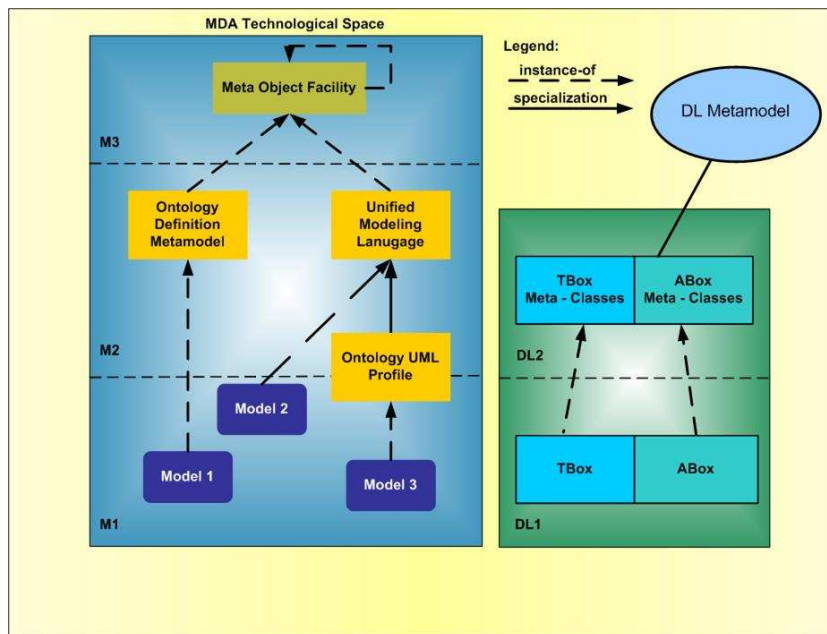 MDA Technological Space
Meta Object Facility
M3
Ontology
Definition
Metamodel
Unified
Modeling
Lanugage
M2
Ontology UML
Profile
Model 2
Model 1
Model 3
M1
Legend:
instance-of
specialization
DL Metamodel
TBox
Meta - Classes
ABox
Meta - Classes
DL2
TBox
ABox
DL1